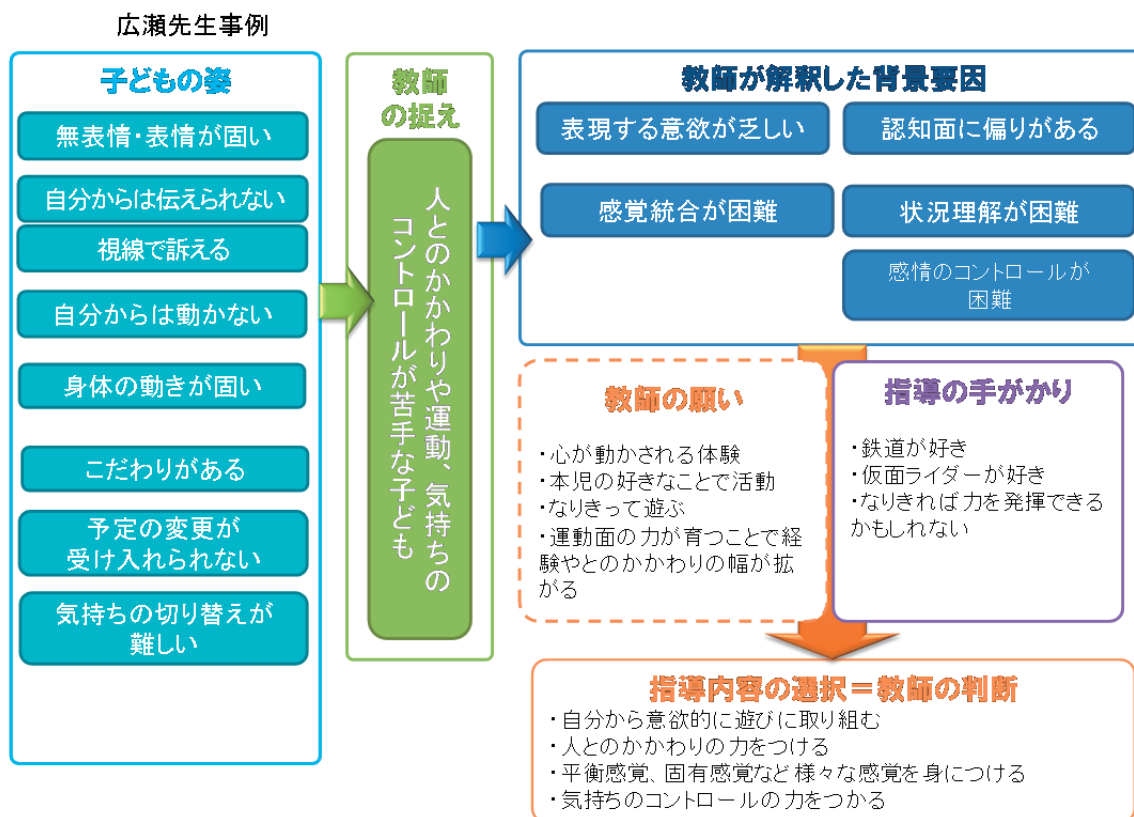 広瀬先生事例
子どもの姿
無表情・表情が固い
自分からは伝えられない
視線で訴える
自分からは動かない
身体の動きが固い
こだわりがある
予定の変更が
受け入れられない
気持ちの切り替えが
難しい
教師
の捉え
人とのかかわりや運動、気持ちの
コントロールが苦手な子ども
教師が解釈した背景要因
表現する意欲が乏しい
認知面に偏りがある
感覚統合が困難
状況理解が困難
感情のコントロールが
困難
教師の願い
・心が動かされる体験
・本児の好きなことで活動
・なりきって遊ぶ
・運動面の力が育つことで経
験やとのかかわりの幅が拡
がる
指導の手がかり
・鉄道が好き
・仮面ライダーが好き
・なりきれば力を発揮できる
かもしれない
指導内容の選択＝教師の判断
・自分から意欲的に遊びに取り組む
・人とのかかわりの力をつける
・平衡感覚、固有感覚など様々な感覚を身につける
・気持ちのコントロールの力をつかる